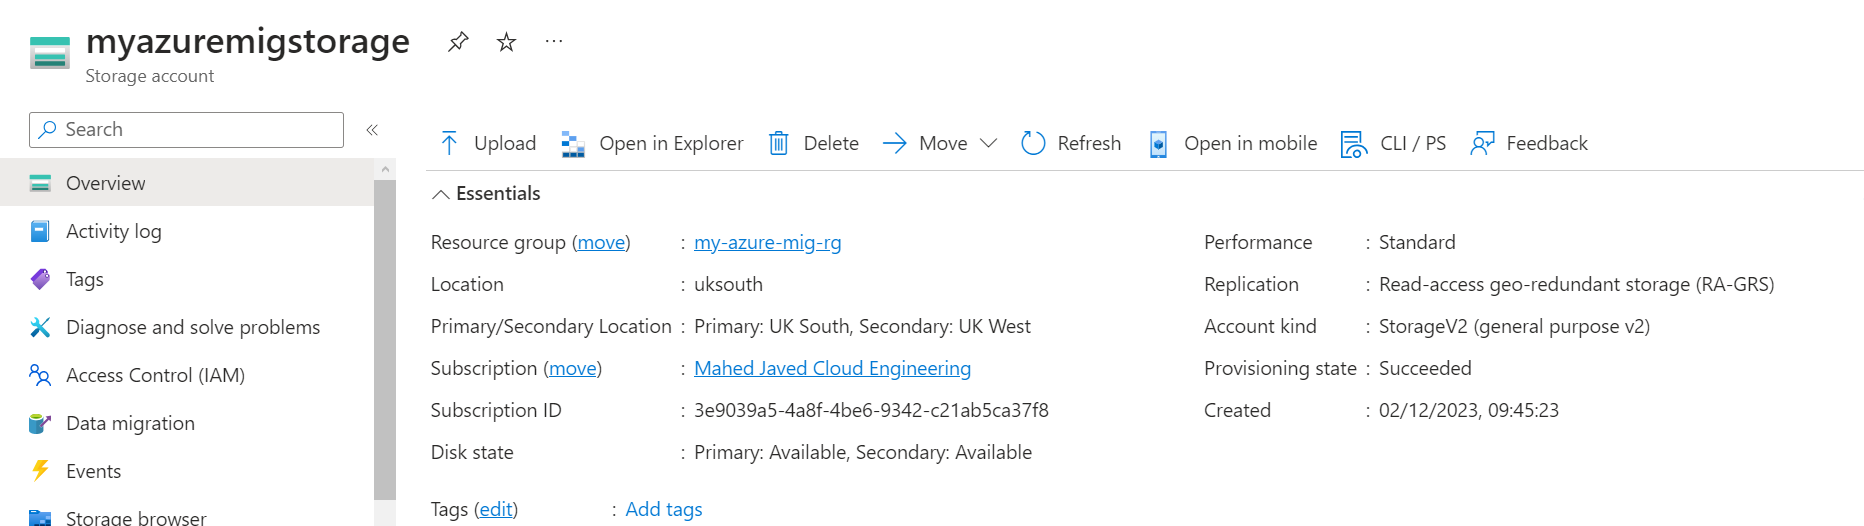 myazuremigstorage
Storage account
Search
Overview
Activity log
Tags
Diagnose and solve problems
Access Control (IAM)
Data migration
Events
Storage browser
Upload Open in Explorer Delete Move Refresh Open in mobile CLI / PS Feedback
Essentials
Resource group (move) : my-azure-mig-rg
Location : uksouth
Primary/Secondary Location : Primary: UK South, Secondary: UK West
Subscription (move) : Mahed Javed Cloud Engineering
Subscription ID : 3e9039a5-4a8f-4be6-9342-c21ab5ca37f8
Disk state : Primary: Available, Secondary: Available
Tags (edit) : Add tags
Performance : Standard
Replication : Read-access geo-redundant storage (RA-GRS)
Account kind : StorageV2 (general purpose v2)
Provisioning state : Succeeded
Created : 02/12/2023, 09:45:23